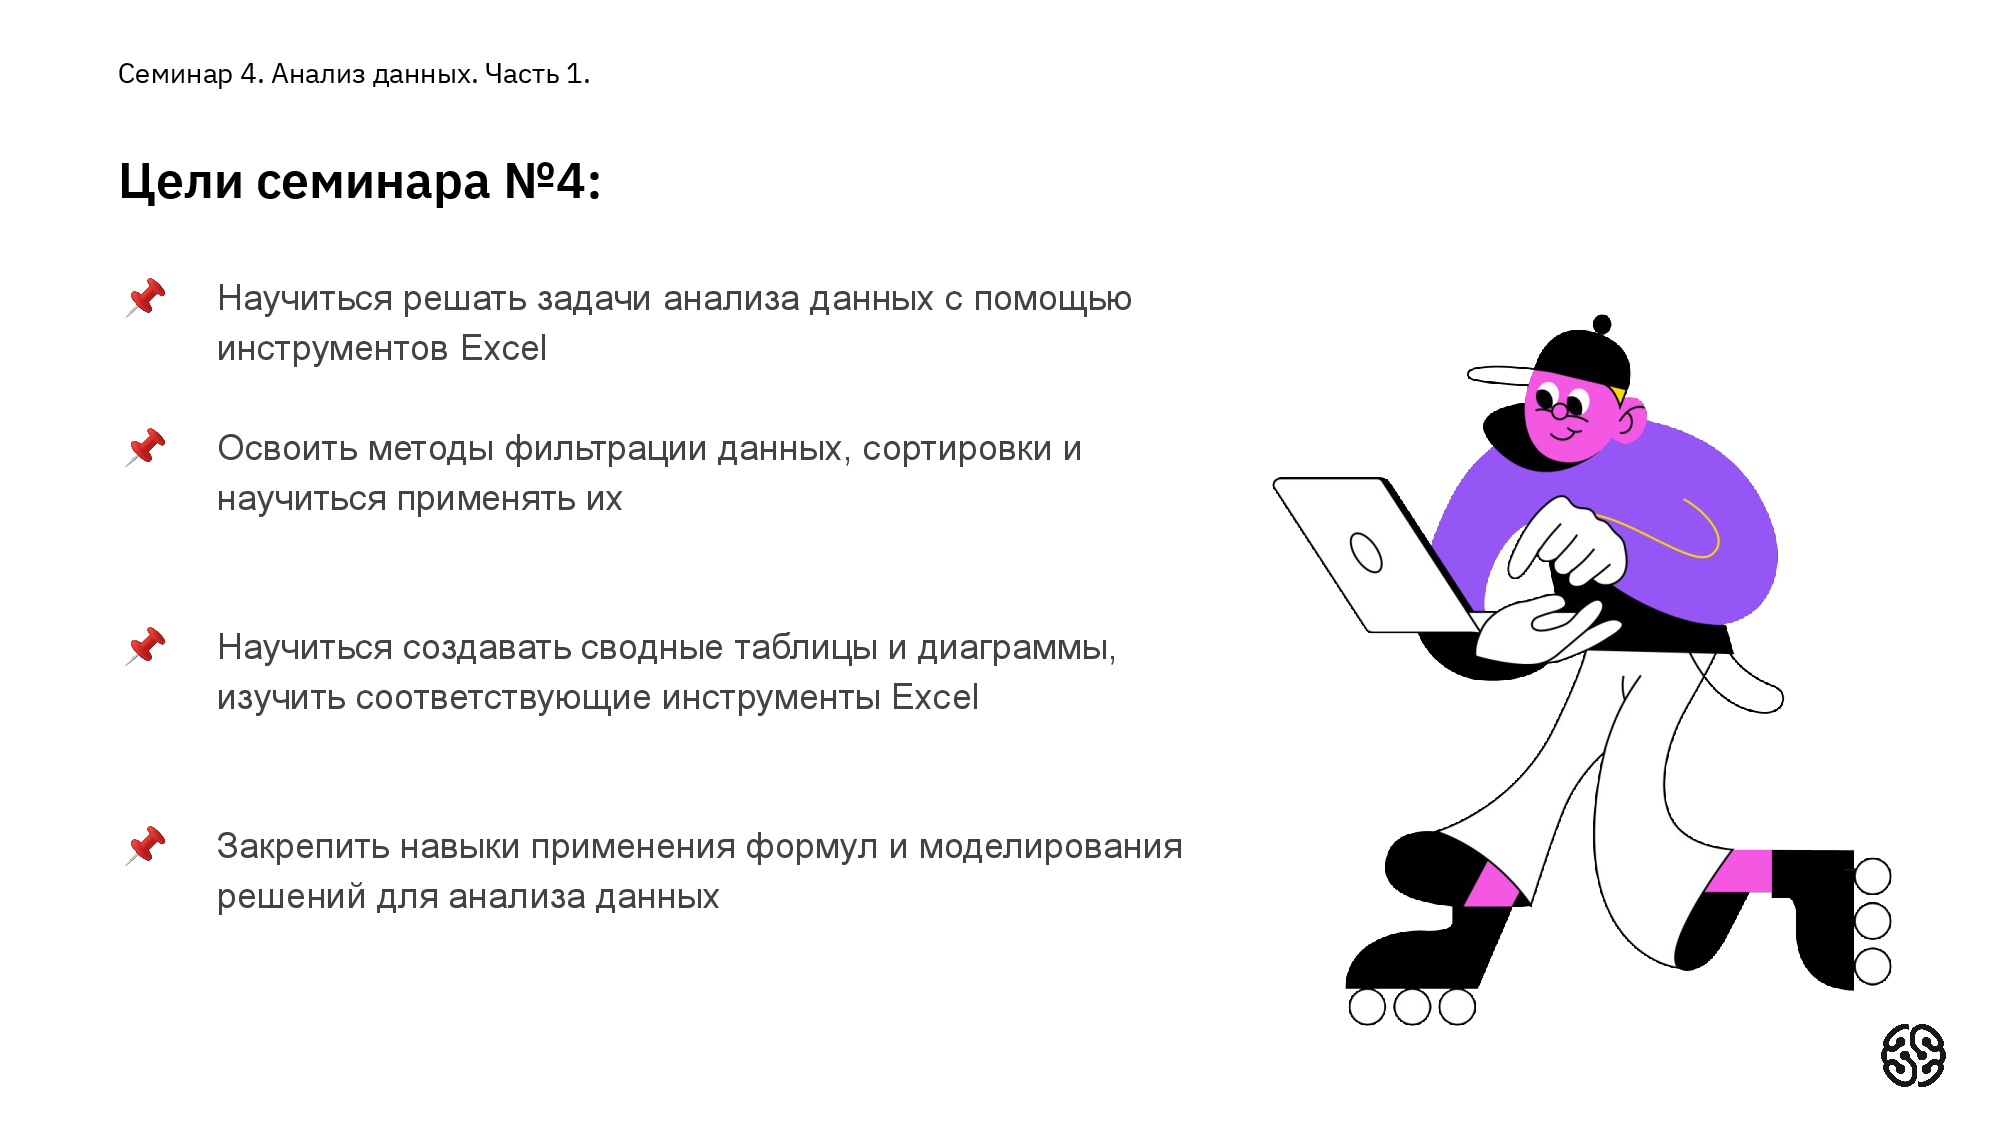 Семинар 4. Анализ данных. Часть 1.
Цели семинара №4:
Научиться решать задачи анализа данных с помощью
инструментов Excel
Освоить методы фильтрации данных, сортировки и
научиться применять их
Научиться создавать сводные таблицы и диаграммы,
изучить соответствующие инструменты Excel
Закрепить навыки применения формул и моделирования
решений для анализа данных